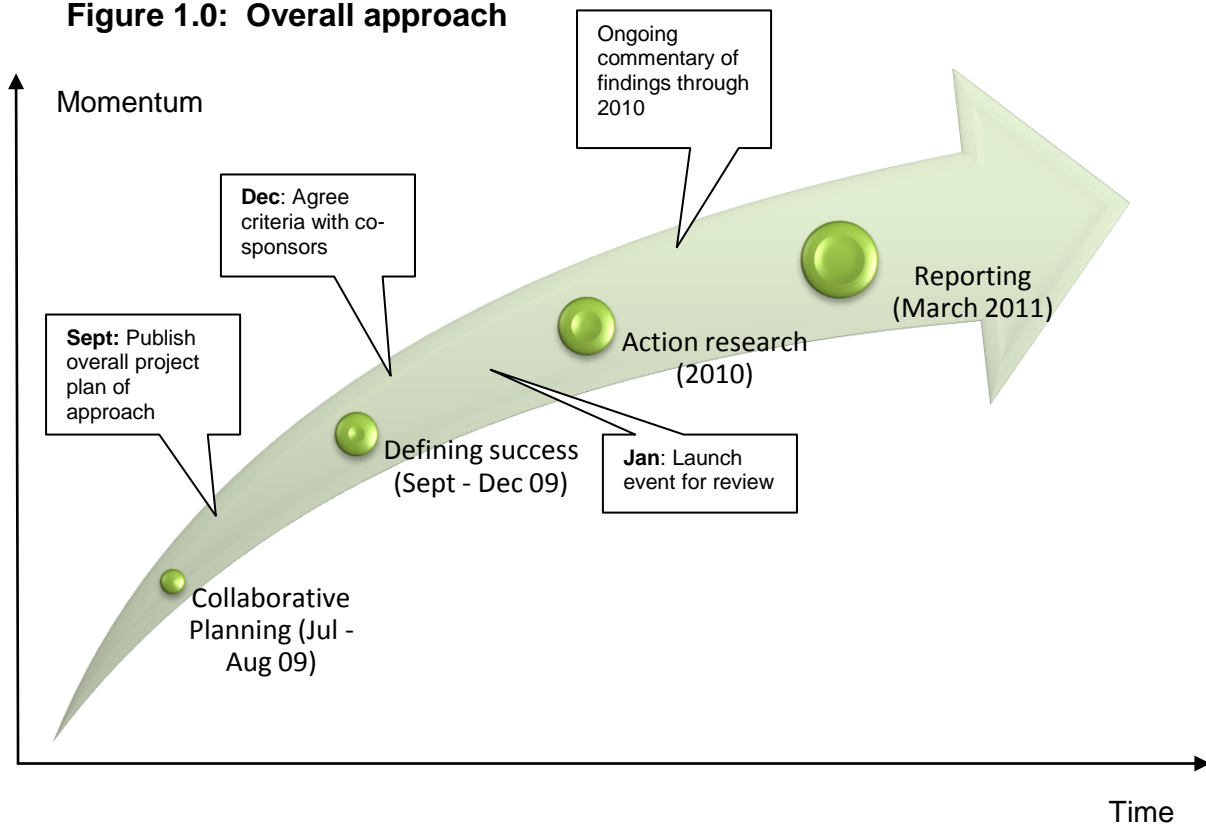 Figure 1.0:  Overall approach
Momentum
Ongoing
commentary of
findings through
2010
Dec: Agree
criteria with co-
sponsors
Sept: Publish
overall project
plan of
approach
Reporting
(March 2011)
Action research
(2010)
Defining success
(Sept - Dec 09)
Jan: Launch
event for review
Collaborative
Planning (Jul -
Aug 09)
Time